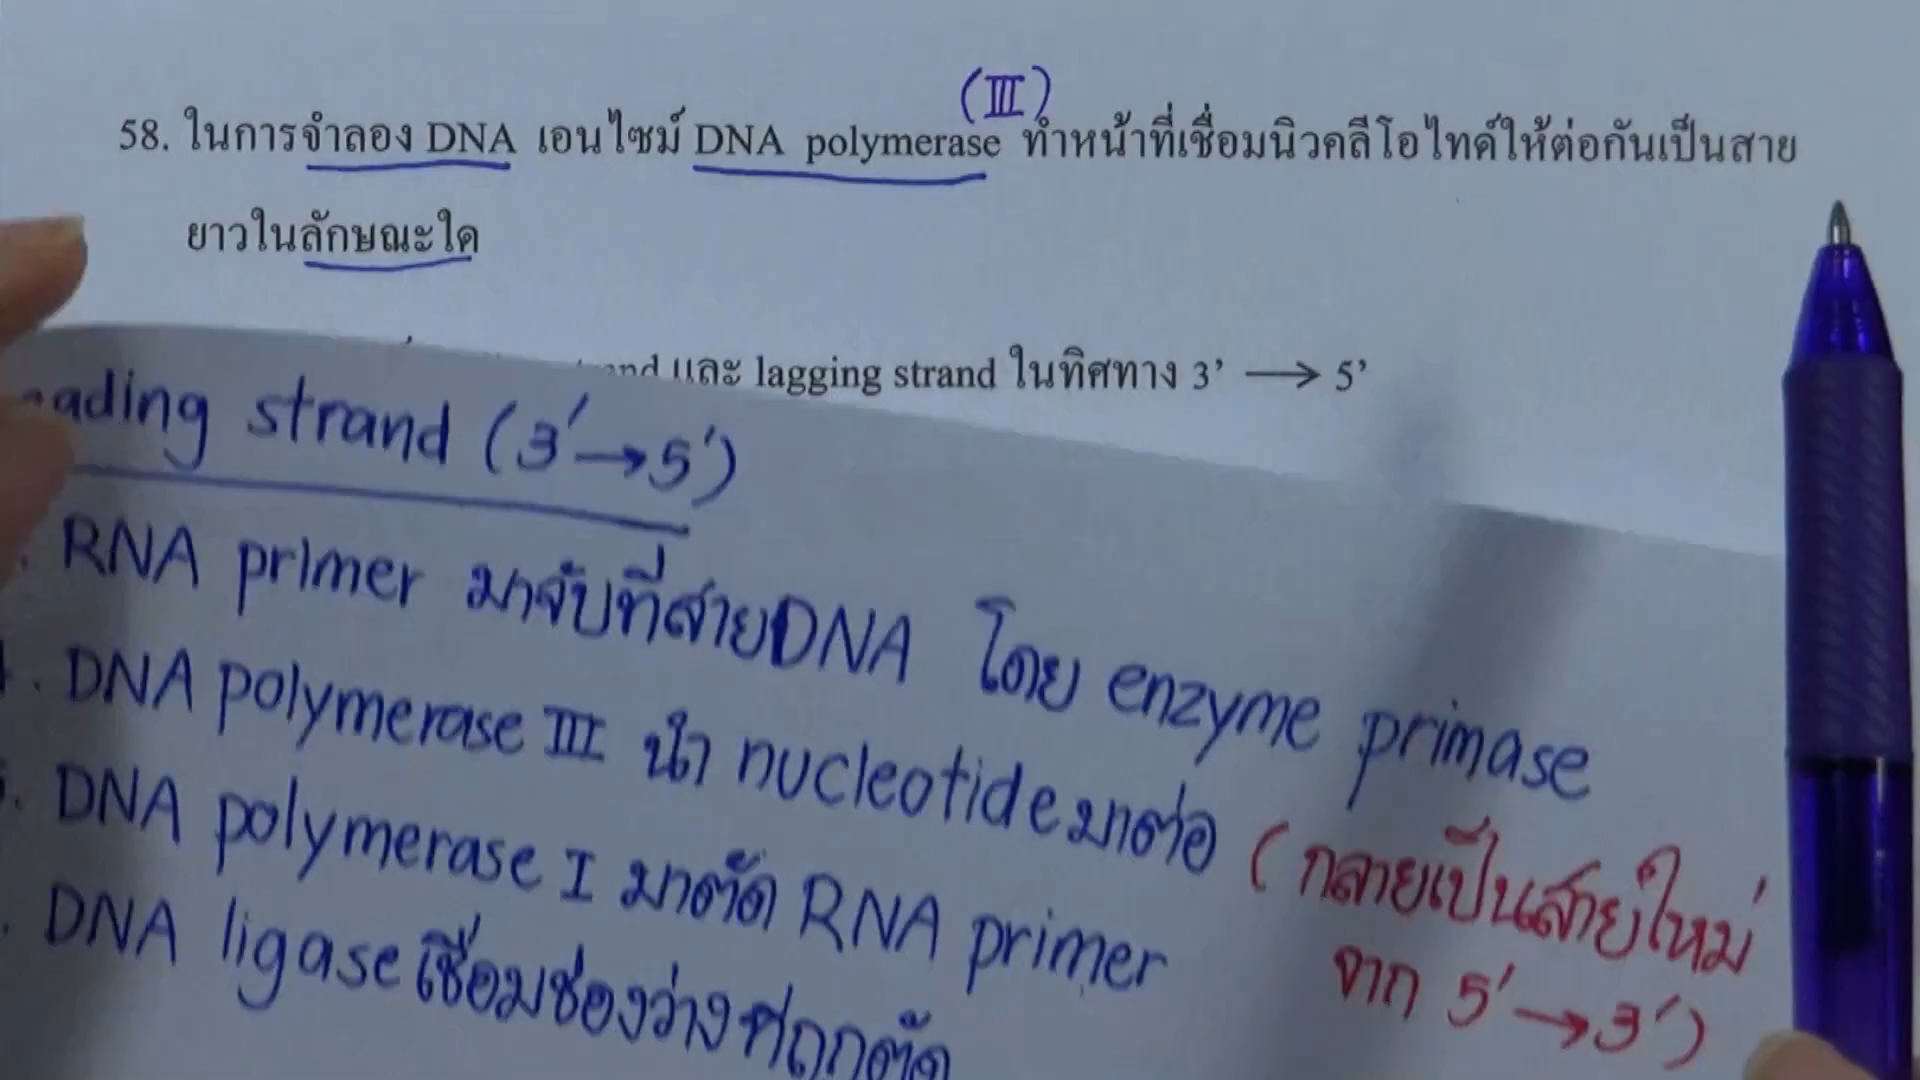 (III)
58. ในการจำลอง DNA เอนไซม์ DNA polymerase ทำหน้าที่เชื่อมนิวคลีโอไทด์ให้ต่อกันเป็นสาย
ยาวในลักษณะใด
และ lagging strand ในทิศทาง 3’ → 5’
strand (3' → 5')
RNA primer มาจับที่สายDNA โดย enzyme primase
DNA polymerase III นำ nucleotide มาต่อ (กลายเป็นสายใหม่
DNA polymerase I มาตัด RNA primer
จาก 5' → 3')
DNA ligase เชื่อมช่องว่างที่ถูกตัด